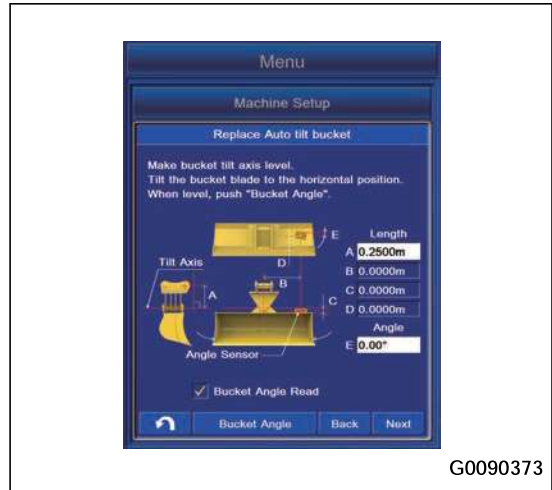 Menu
Machine Setup
Replace Auto tilt bucket
Make bucket tilt axis level.
Tilt the bucket blade to the horizontal position.
When level, push "Bucket Angle".
E
Length
D
A 0.2500m
Tilt Axis
B
B 0.0000m
A
C
C 0.0000m
D 0.0000m
Angle
E 0.00°
Angle Sensor
Bucket Angle Read
Bucket Angle Back Next
G0090373